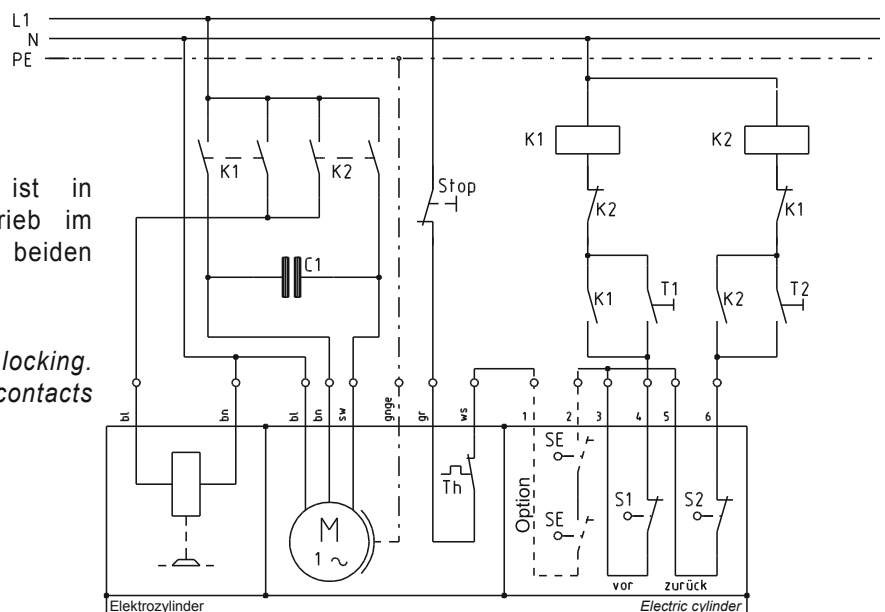 L1
N
PE
ist in
rieb im
beiden
locking.
contacts
K1 K2
C1
Stop
K1 K2
K2 K1
K1 T1 K2 T2
bl bn bl bn sw gnge gr ws 1 2 3 4 5 6
SE
SE
Option
Th
S1 S2
M
1 ~
vor zurück
Elektrozylinder Electric cylinder